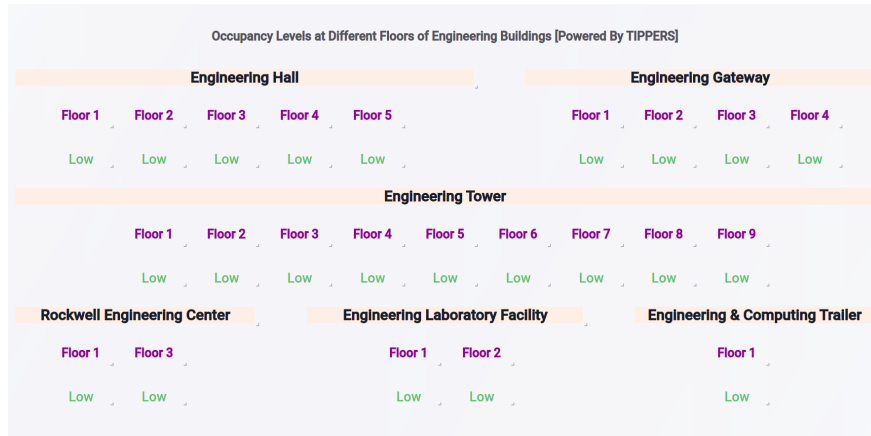 Occupancy Levels at Different Floors of Engineering Buildings [Powered By TIPPERS]
Engineering Hall
Engineering Gateway
Floor 1 Floor 2 Floor 3 Floor 4 Floor 5
Floor 1 Floor 2 Floor 3 Floor 4
Low Low Low Low Low
Low Low Low Low
Engineering Tower
Floor 1 Floor 2 Floor 3 Floor 4 Floor 5 Floor 6 Floor 7 Floor 8 Floor 9
Low Low Low Low Low Low Low Low Low
Rockwell Engineering Center
Engineering Laboratory Facility
Engineering & Computing Trailer
Floor 1 Floor 3
Floor 1 Floor 2
Floor 1
Low Low
Low Low
Low